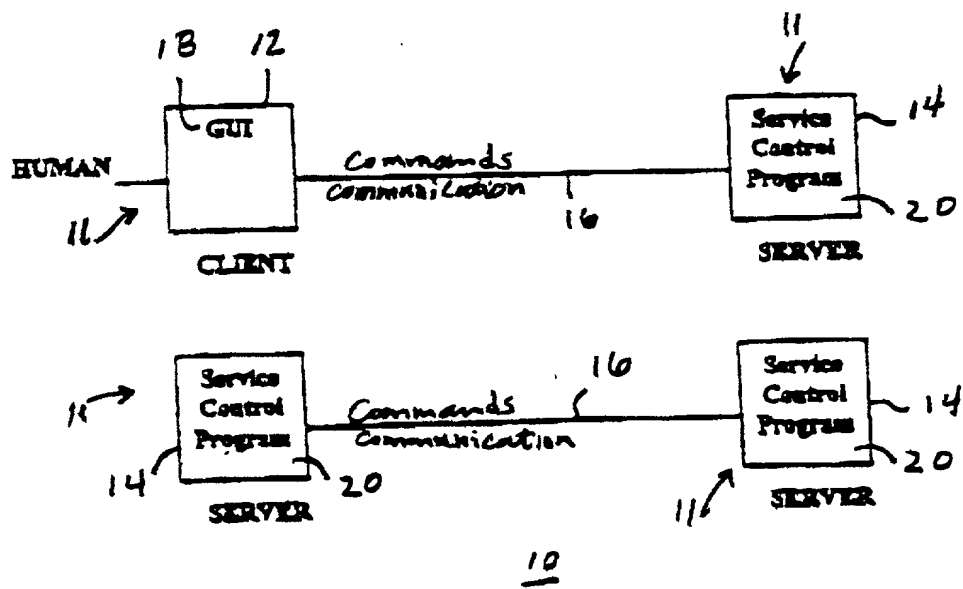 18 12
11
GUI
Service
Control
Program
14
HUMAN
Commands
Communication
16
20
11
CLIENT
SERVER
Service
Control
Program
16
Service
Control
Program
11
Commands
Communication
14
14
20
20
SERVER
11
SERVER
10